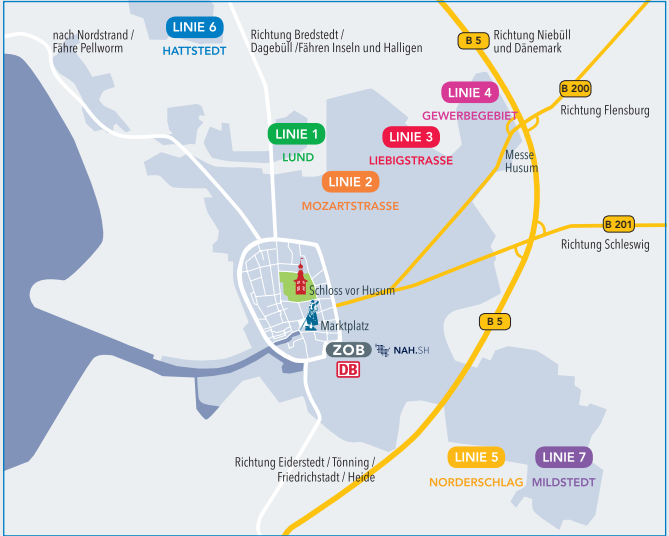 LINIE 6
HATTSTEDT
nach Nordstrand /
Fähre Pellworm
Richtung Bredstedt /
Dagebüll /Fähren Inseln und Halligen
B 5
Richtung Niebüll
und Dänemark
LINIE 4
GEWERBEGEBIET
B 200
Richtung Flensburg
LINIE 1
LUND
LINIE 3
LIEBIGSTRASSE
Messe
Husum
LINIE 2
MOZARTSTRASSE
B 201
Richtung Schleswig
Schloss vor Husum
Marktplatz
B 5
ZOB
NAH.SH
DB
Richtung Eiderstedt / Tönning /
Friedrichstadt / Heide
LINIE 5
NORDERSCHLAG
LINIE 7
MILDSTEDT